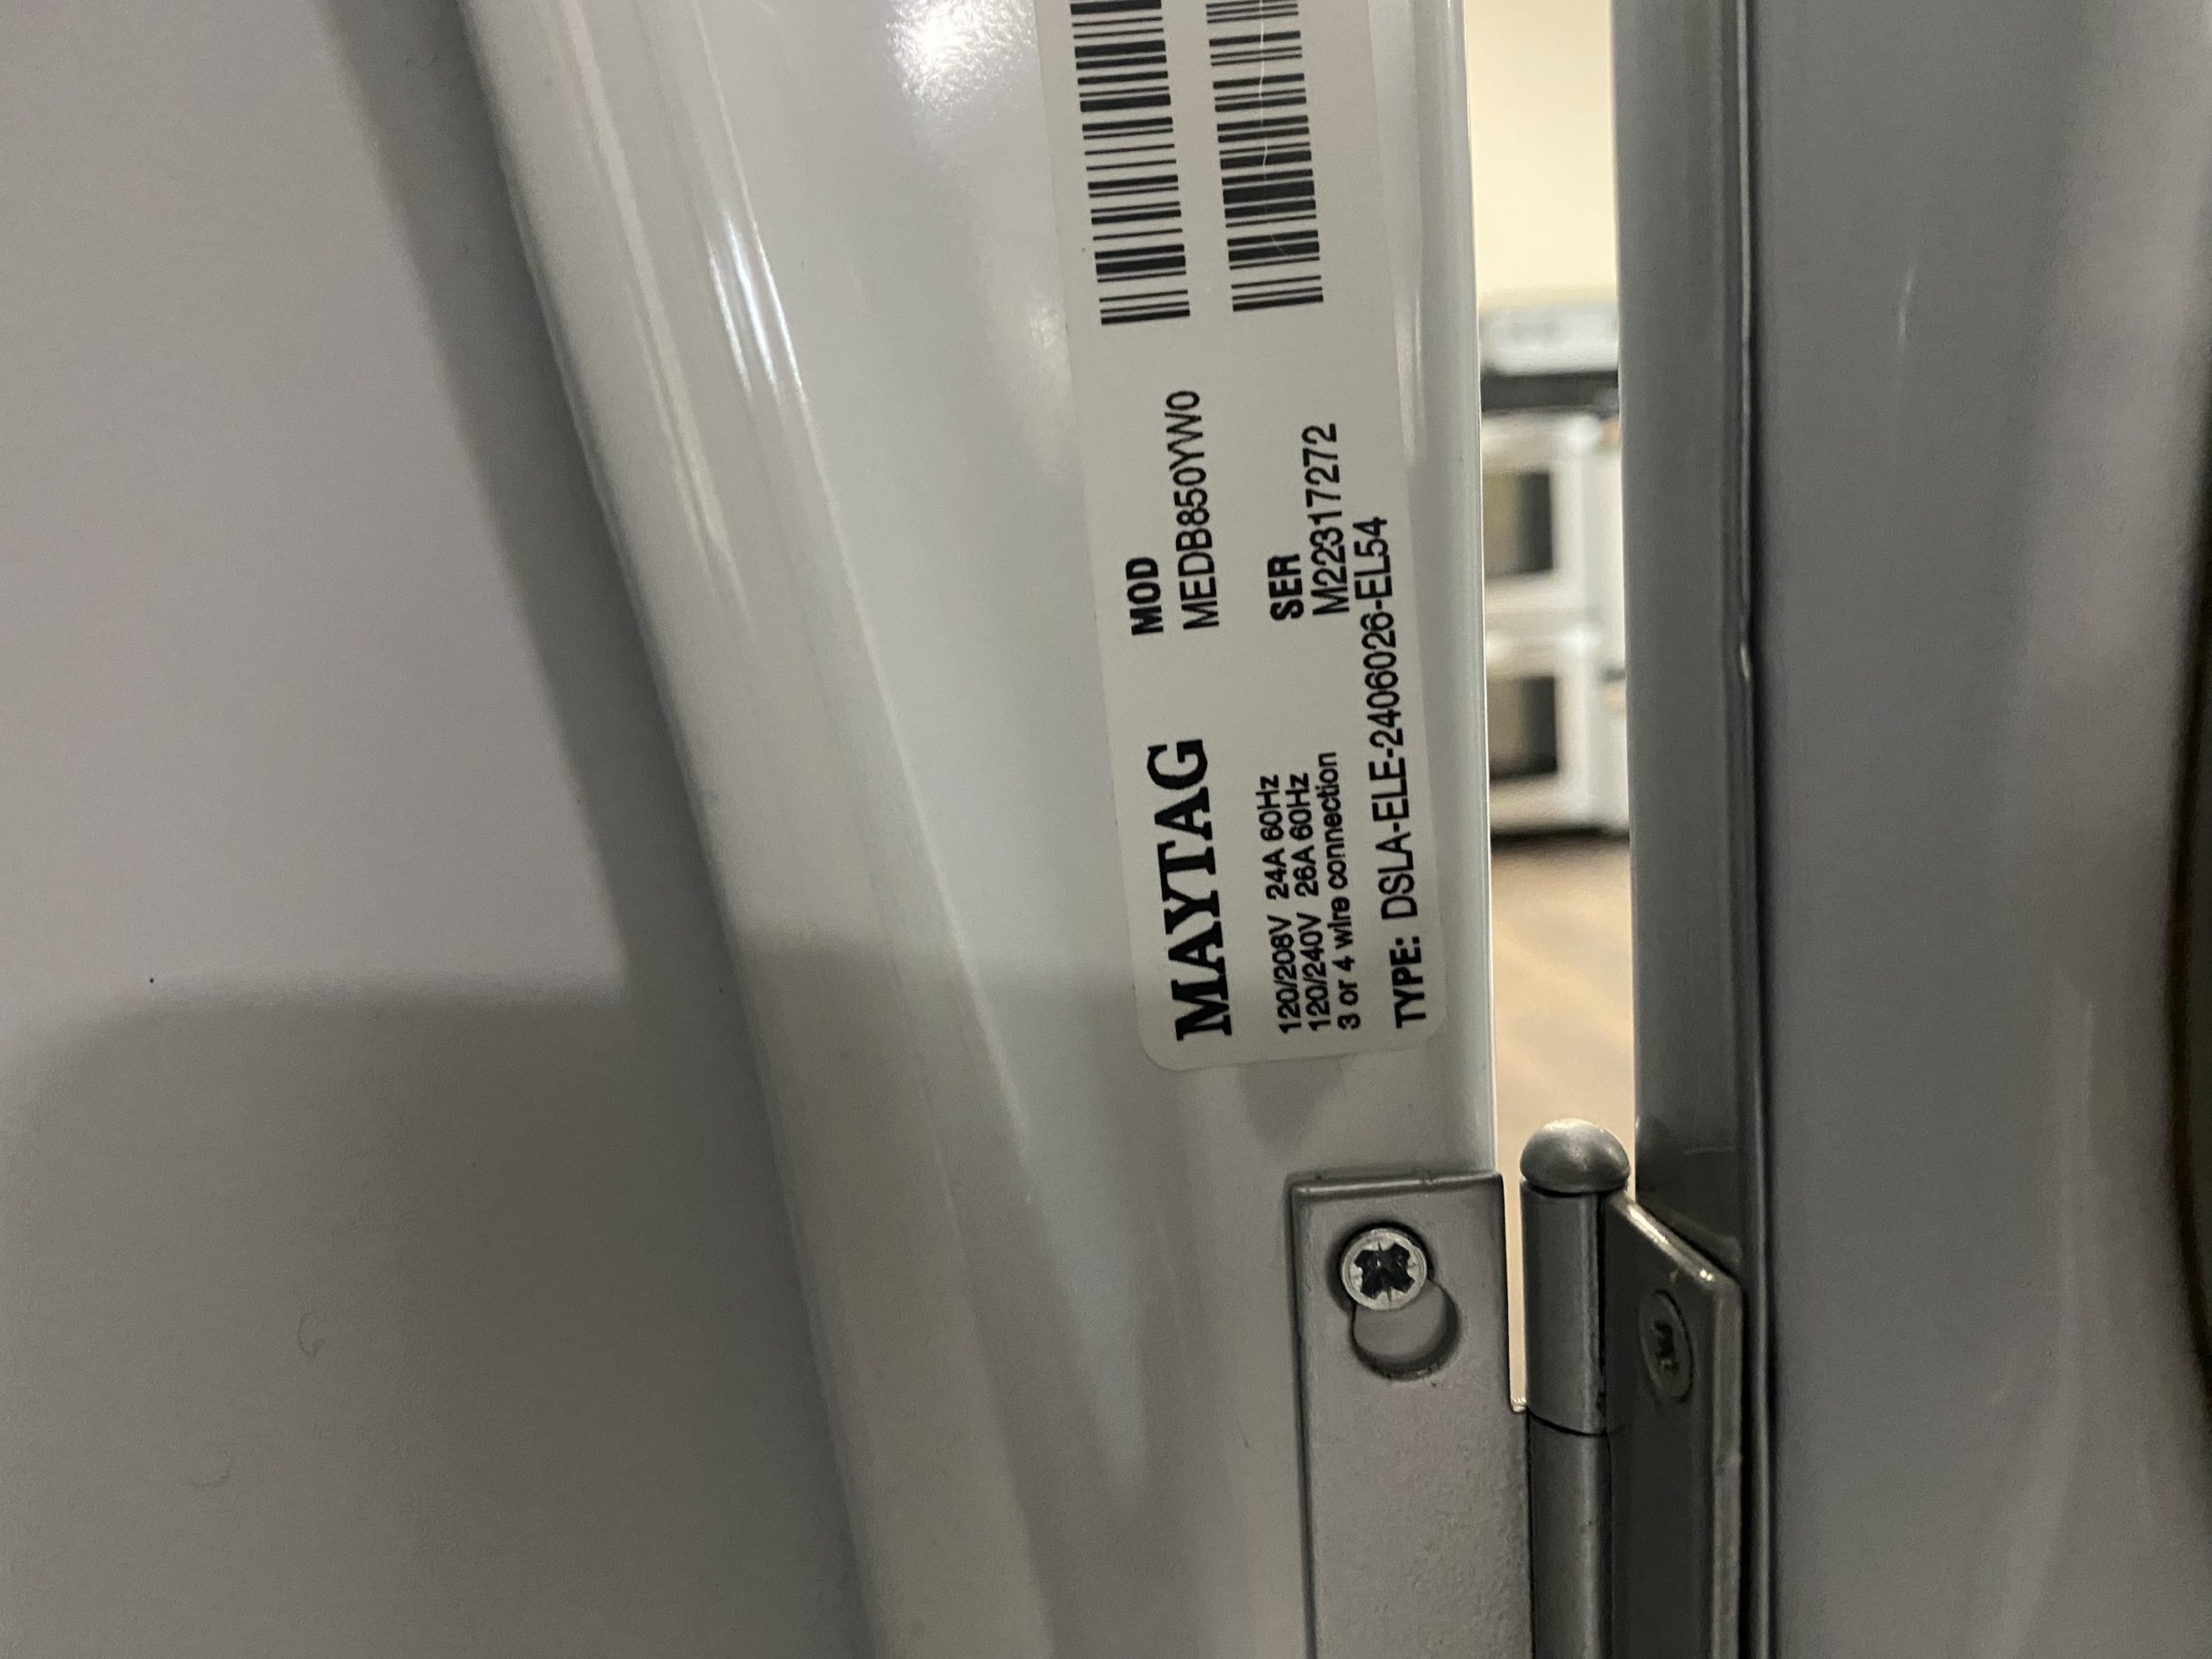 MAYTAG
120/208V 24A 60Hz
120/240V 26A 60Hz
3 or 4 wire connection
TYPE: DSLA-ELE-2406026-EL54
MOD
MEDB850YW0
SER
M22317272